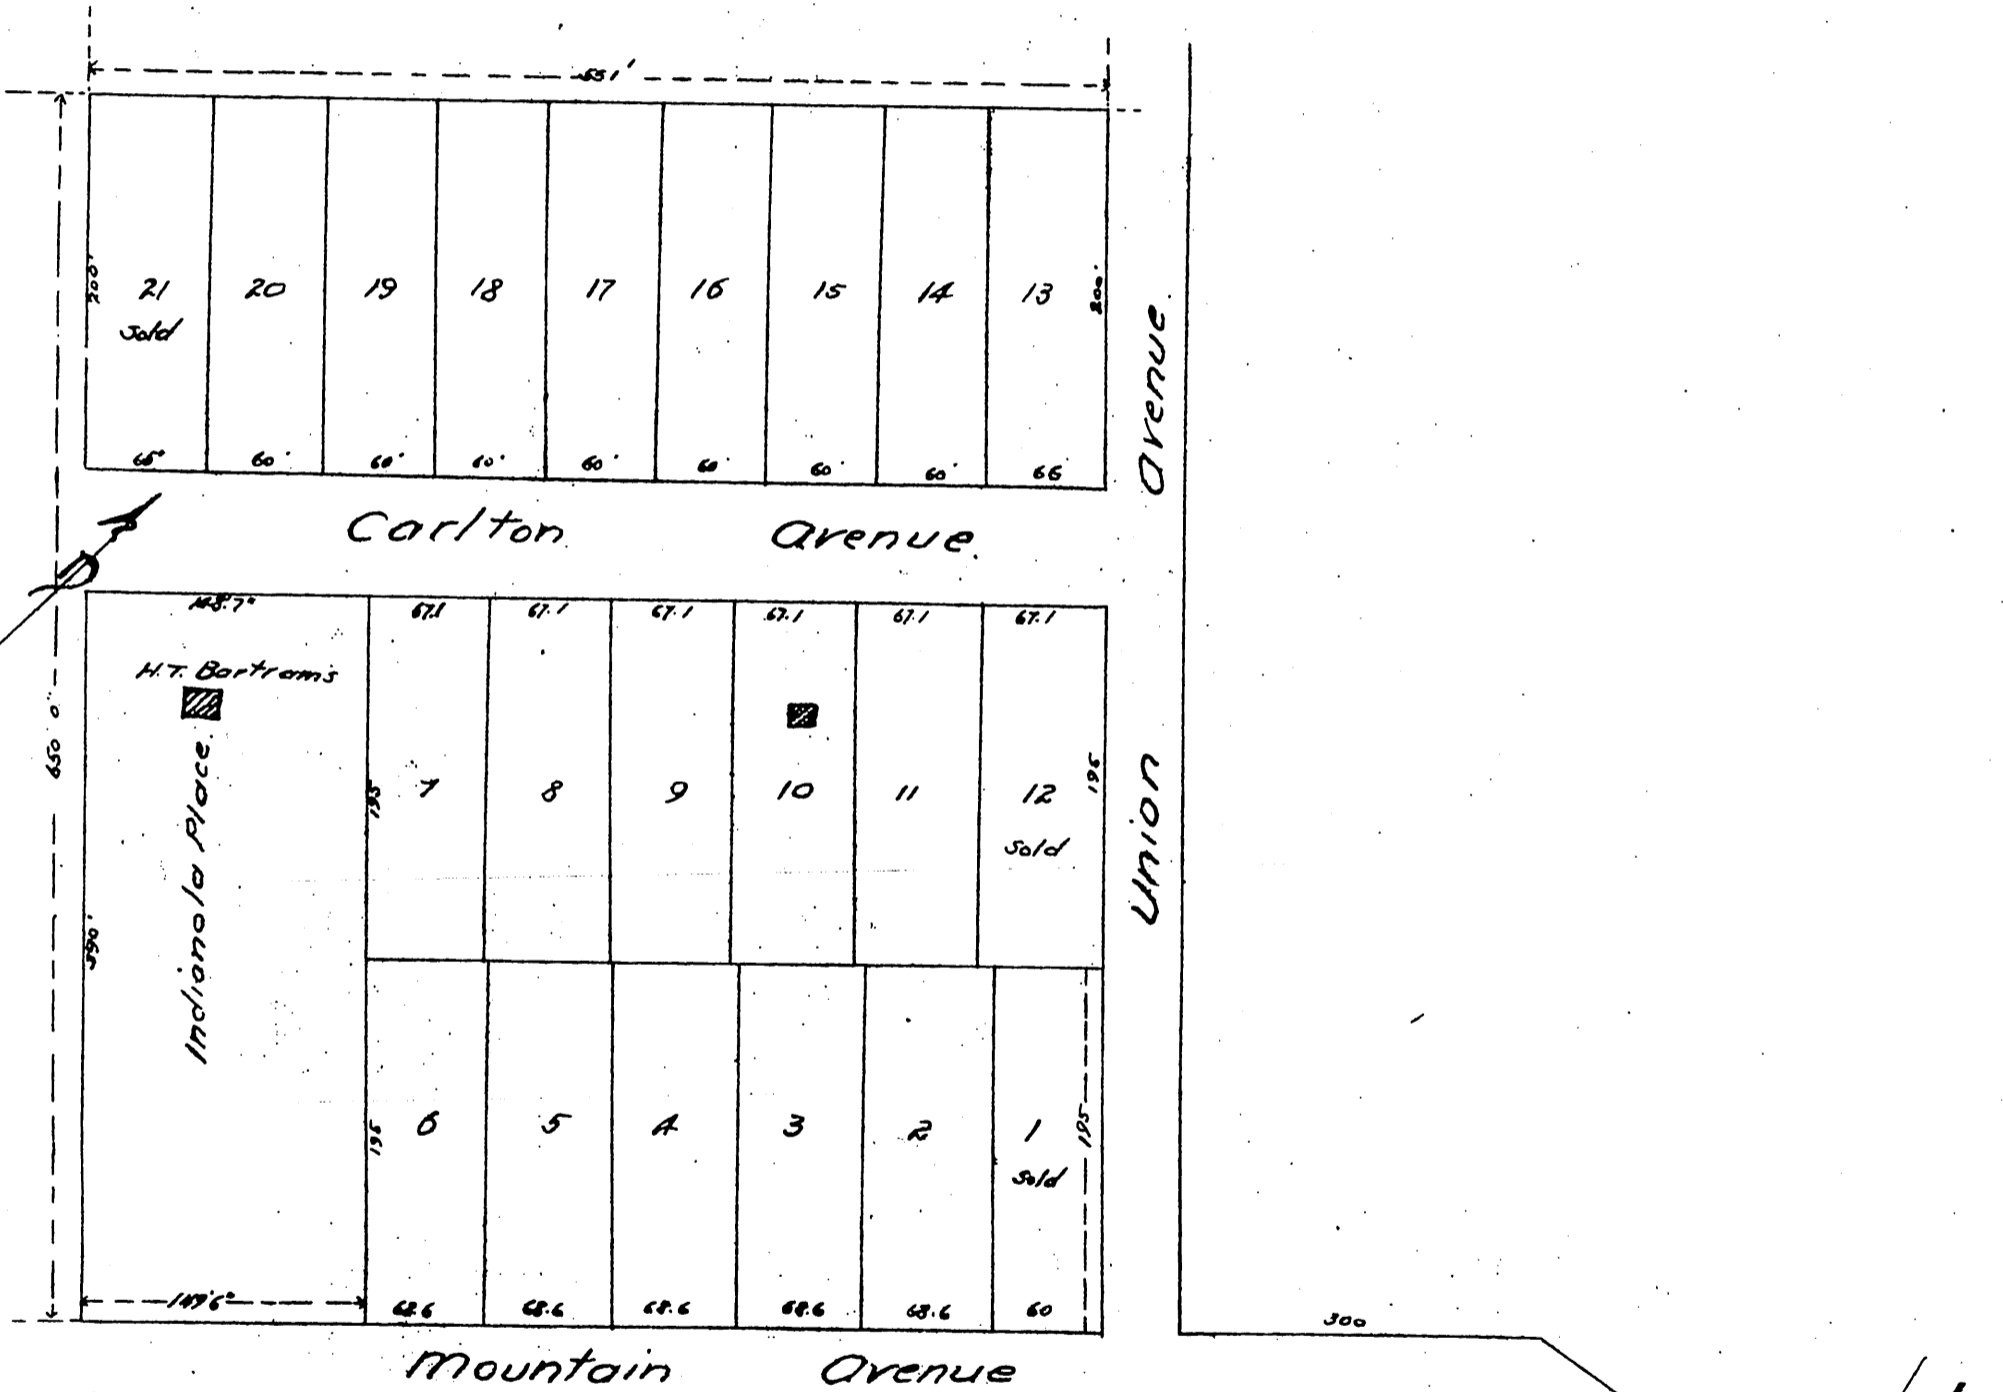 551'
21 20 19 18 17 16 15 14 13
Sold
200' 200'
65' 60' 60' 60' 60' 60' 60' 60' 66
Carlton Avenue.
Union Avenue.
650 0"
67.1 67.1 67.1 67.1 67.1 67.1
H.T. Bartram's
Indianola Place.
390'
195 195
7 8 9 10 11 12
Sold
6 5 4 3 2 1
Sold
195 195
149'6" 68.6 68.6 68.6 68.6 68.6 60
300
Mountain Avenue